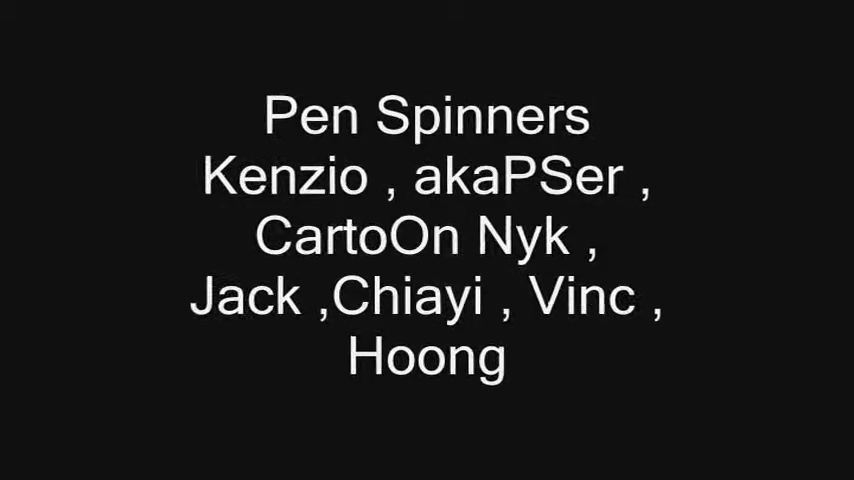 Pen Spinners
Kenzio , akaPSer ,
CartoOn Nyk ,
Jack ,Chiayi , Vinc ,
Hoong